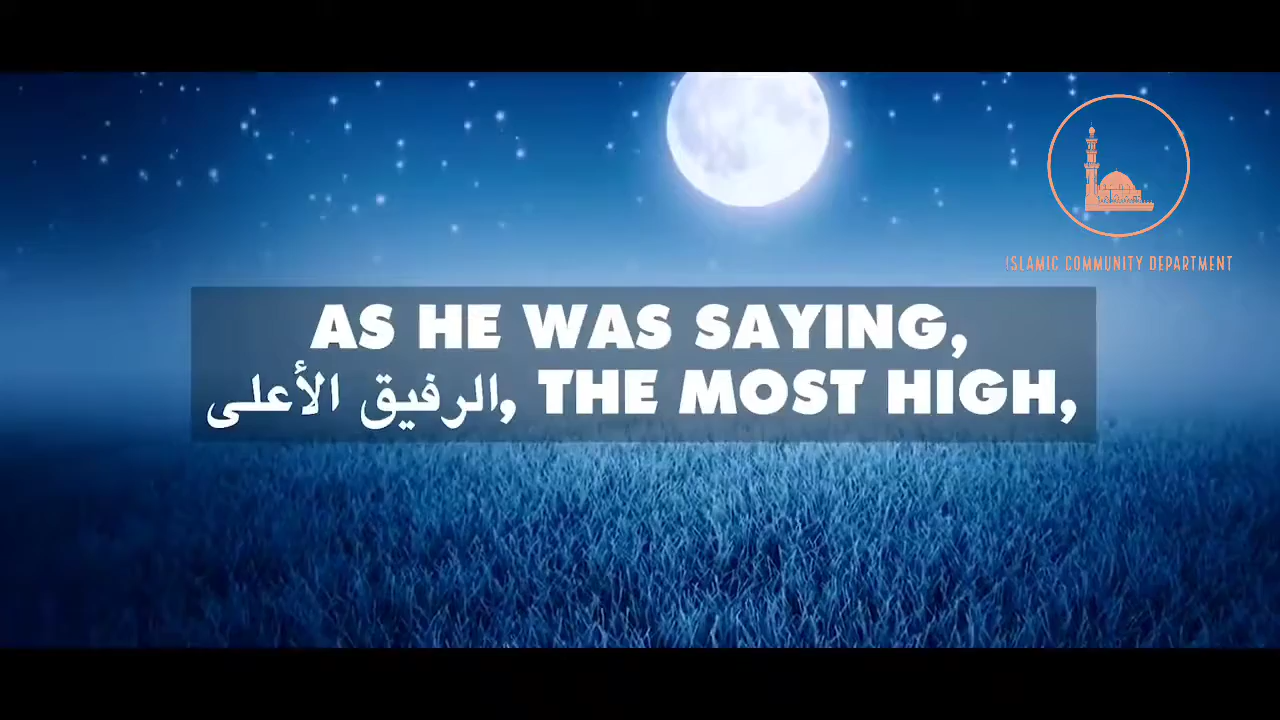 ISLAMIC COMMUNITY DEPARTMENT
AS HE WAS SAYING,
الرفيق الأعلى, THE MOST HIGH,